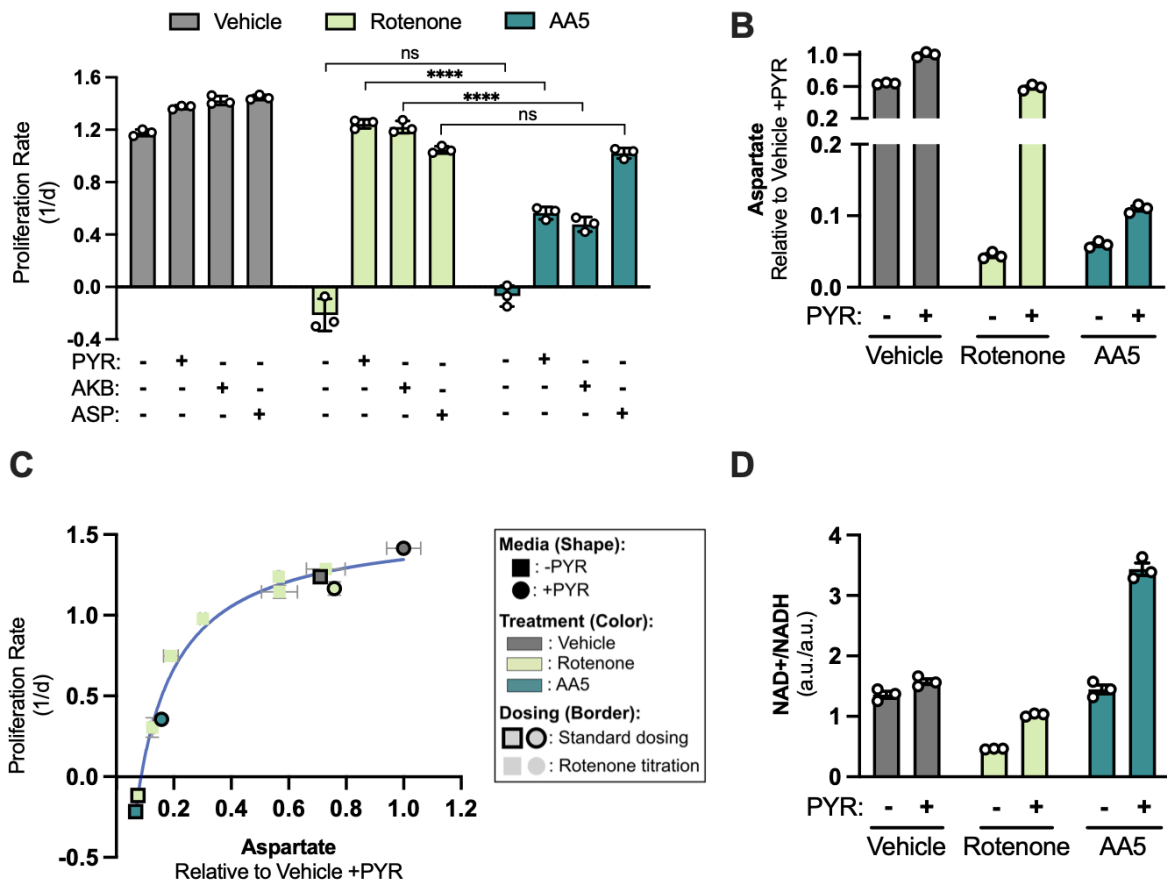 Vehicle Rotenone AA5
ns
****
****
ns
Proliferation Rate
(1/d)
1.6
1.2
0.8
0.4
0.0
-0.4
PYR: - + - - - + - - - + - -
AKB: - - + - - - + - - - + -
ASP: - - - + - - - + - - - +
B
Aspartate
Relative to Vehicle +PYR
1.0
0.6
0.2
0.2
0.1
0.0
PYR: - + - + - +
Vehicle Rotenone AA5
C
Proliferation Rate
(1/d)
1.5
1.0
0.5
0.0
-0.5
0.2 0.4 0.6 0.8 1.0 1.2
Aspartate
Relative to Vehicle +PYR
Media (Shape):
: -PYR
: +PYR
Treatment (Color):
: Vehicle
: Rotenone
: AA5
Dosing (Border):
: Standard dosing
: Rotenone titration
D
NAD+/NADH
(a.u./a.u.)
4
3
2
1
0
PYR: - + - + - +
Vehicle Rotenone AA5